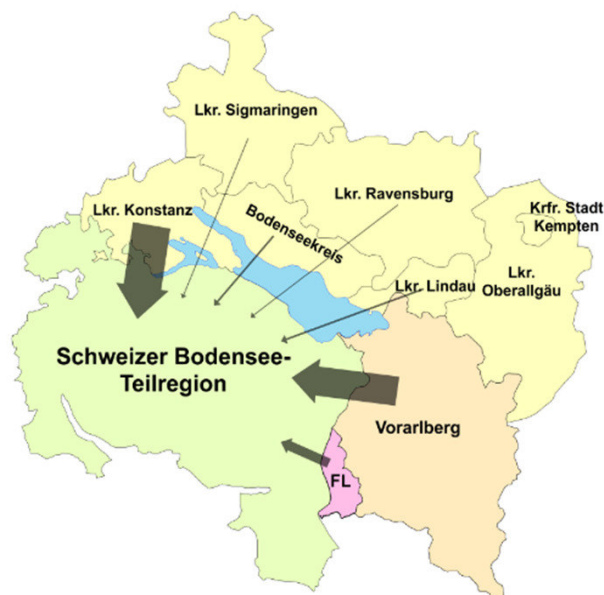 Lkr. Sigmaringen
Lkr. Ravensburg
Krfr. Stadt
Kempten
Lkr. Konstanz
Bodenseekreis
Lkr. Lindau
Lkr.
Oberallgäu
Schweizer Bodensee-
Teilregion
Vorarlberg
FL